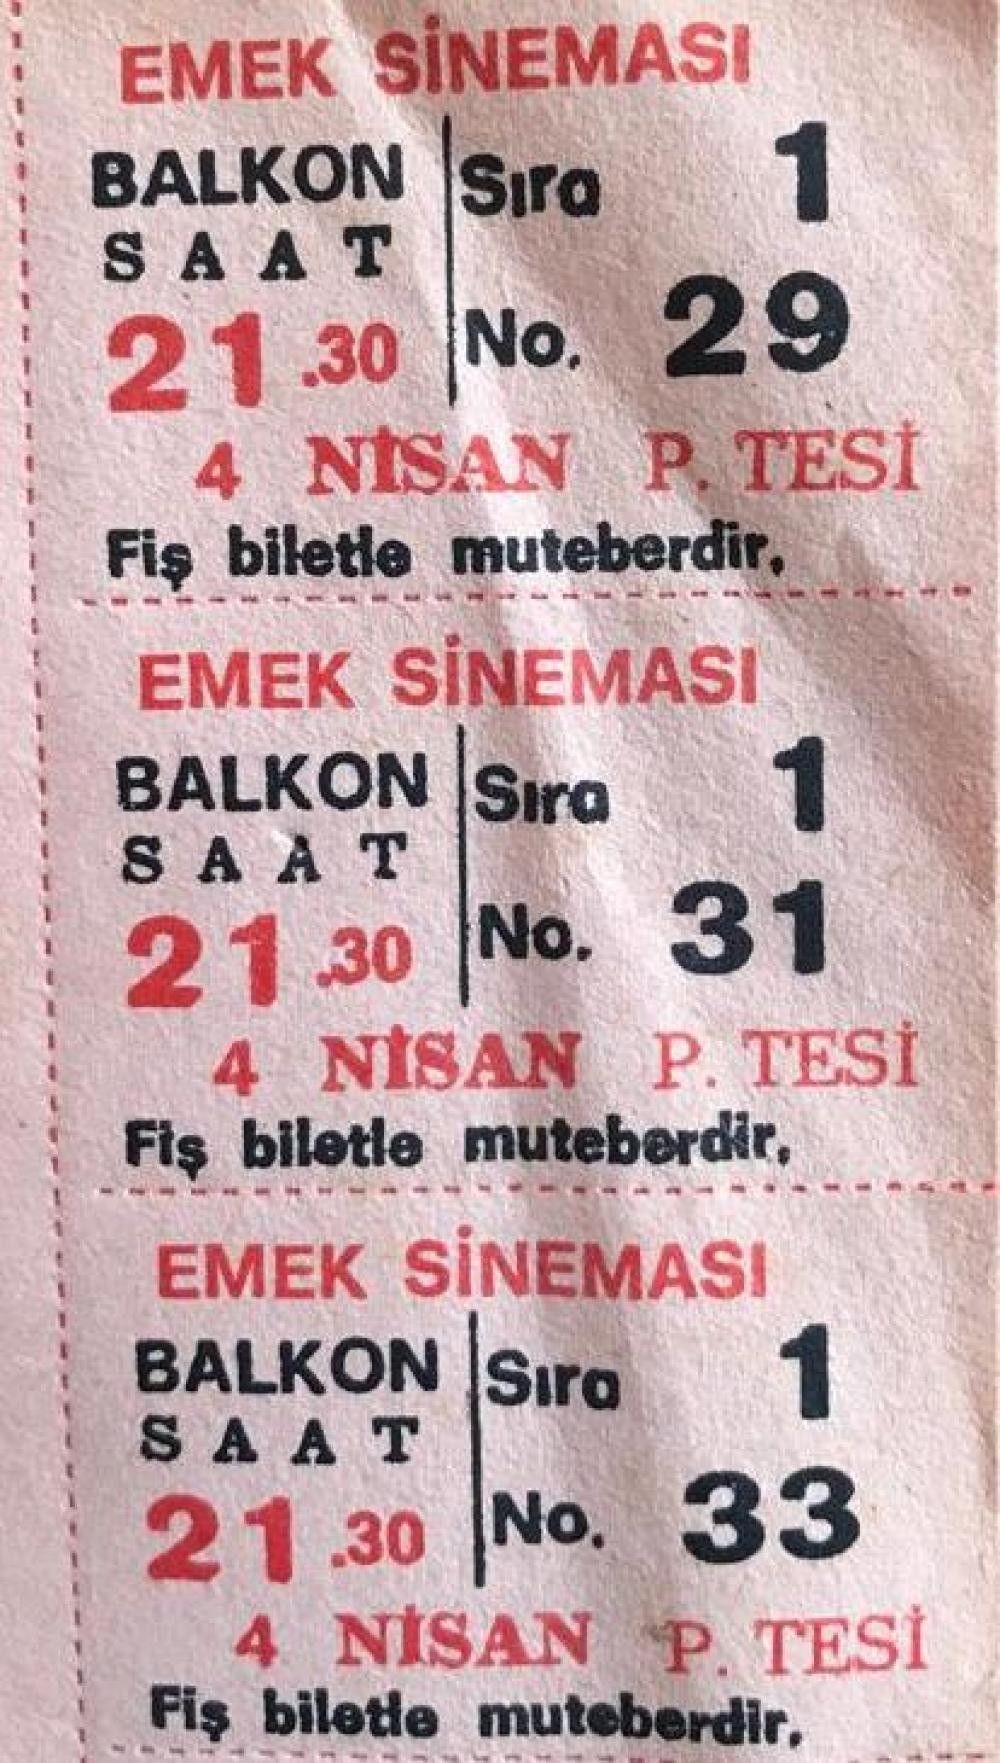 EMEK SİNEMASI
BALKON Sıra 1
SAAT
21.30 No. 29
4 NİSAN P. TESİ
Fiş biletle muteberdir.
EMEK SİNEMASI
BALKON Sıra 1
SAAT
21.30 No. 31
4 NİSAN P. TESİ
Fiş biletle muteberdir.
EMEK SİNEMASI
BALKON Sıra 1
SAAT
21.30 No. 33
4 NİSAN P. TESİ
Fiş biletle muteberdir.